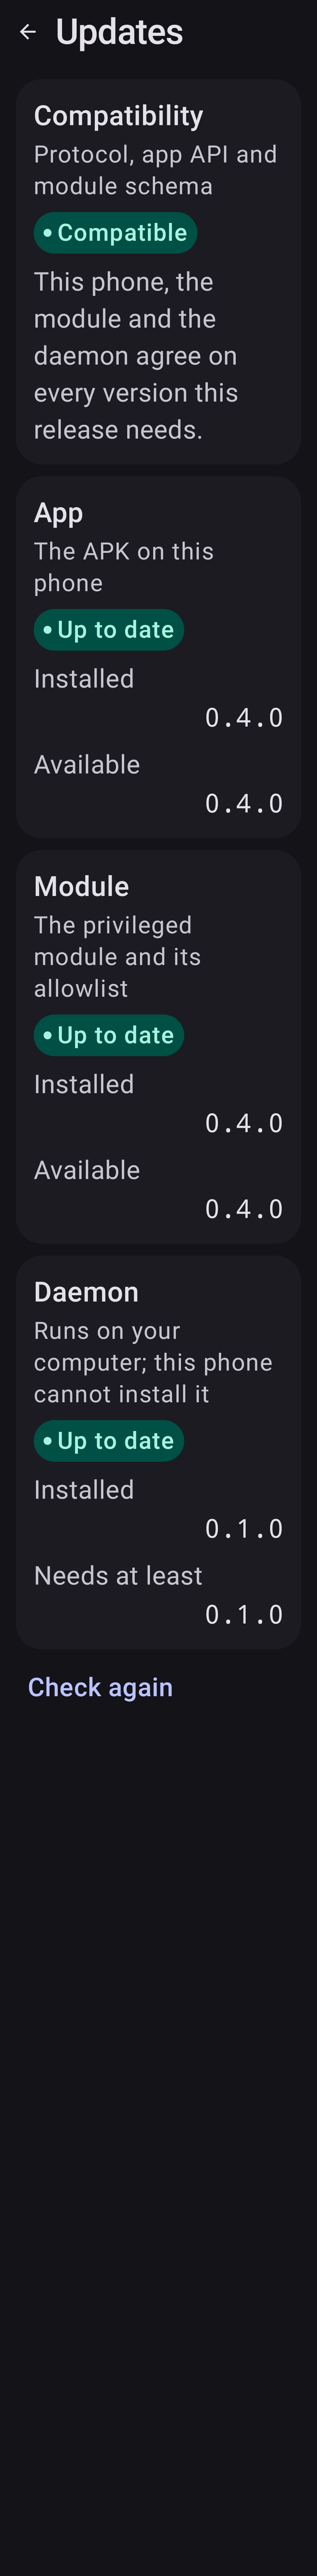 Updates
Compatibility
Protocol, app API and
module schema
Compatible
This phone, the
module and the
daemon agree on
every version this
release needs.
App
The APK on this
phone
Up to date
Installed
0.4.0
Available
0.4.0
Module
The privileged
module and its
allowlist
Up to date
Installed
0.4.0
Available
0.4.0
Daemon
Runs on your
computer; this phone
cannot install it
Up to date
Installed
0.1.0
Needs at least
0.1.0
Check again